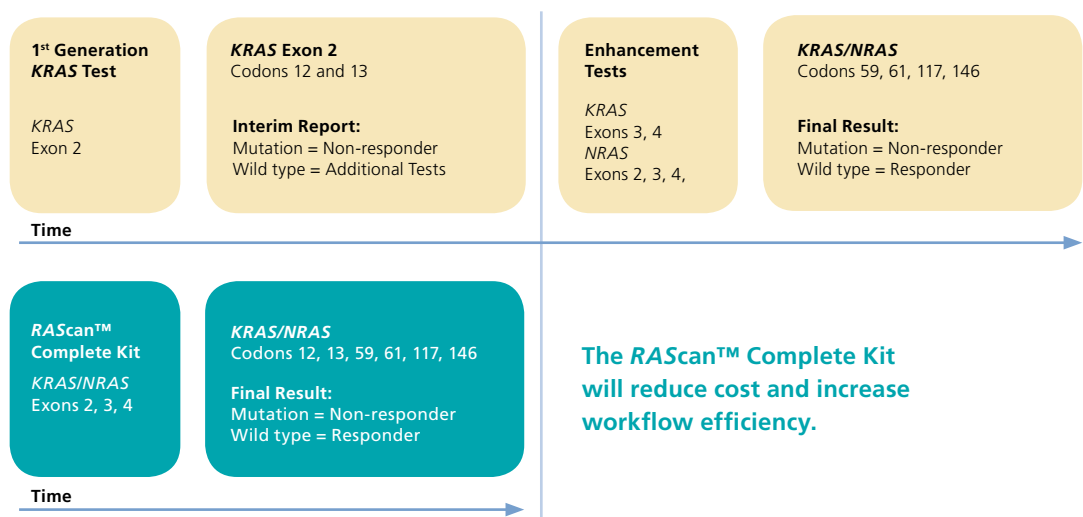 1st Generation
KRAS Test
KRAS
Exon 2
KRAS Exon 2
Codons 12 and 13
Interim Report:
Mutation = Non-responder
Wild type = Additional Tests
Enhancement
Tests
KRAS
Exons 3, 4
NRAS
Exons 2, 3, 4,
KRAS/NRAS
Codons 59, 61, 117, 146
Final Result:
Mutation = Non-responder
Wild type = Responder
Time
RAScan™
Complete Kit
KRAS/NRAS
Exons 2, 3, 4
KRAS/NRAS
Codons 12, 13, 59, 61, 117, 146
Final Result:
Mutation = Non-responder
Wild type = Responder
The RAScan™ Complete Kit
will reduce cost and increase
workflow efficiency.
Time